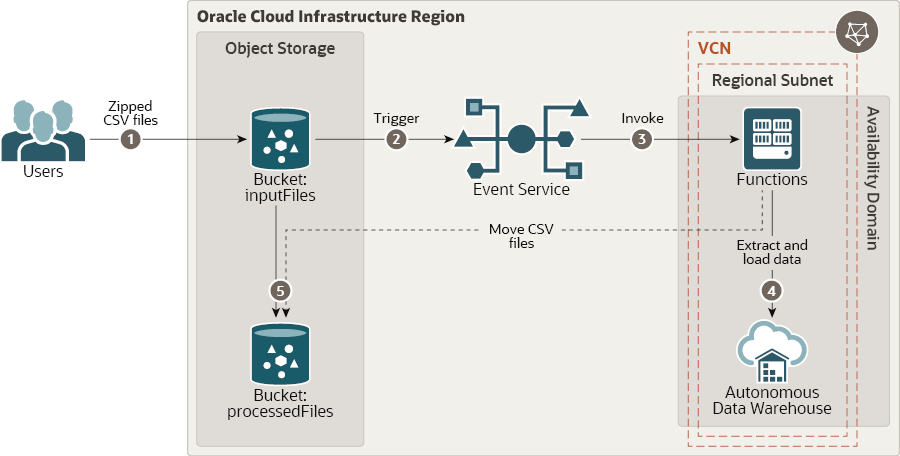 Oracle Cloud Infrastructure Region
Object Storage
VCN
Regional Subnet
Availability Domain
Zipped
CSV files
1
Users
Bucket:
inputFiles
Trigger
2
Event Service
Invoke
3
Functions
Move CSV
files
Extract and
load data
4
5
Bucket:
processedFiles
Autonomous
Data Warehouse